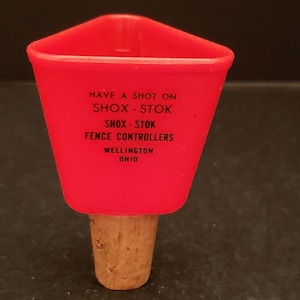 HAVE A SHOT ON
SHOX - STOK
SHOX - STOK
FENCE CONTROLLERS
WELLINGTON
OHIO